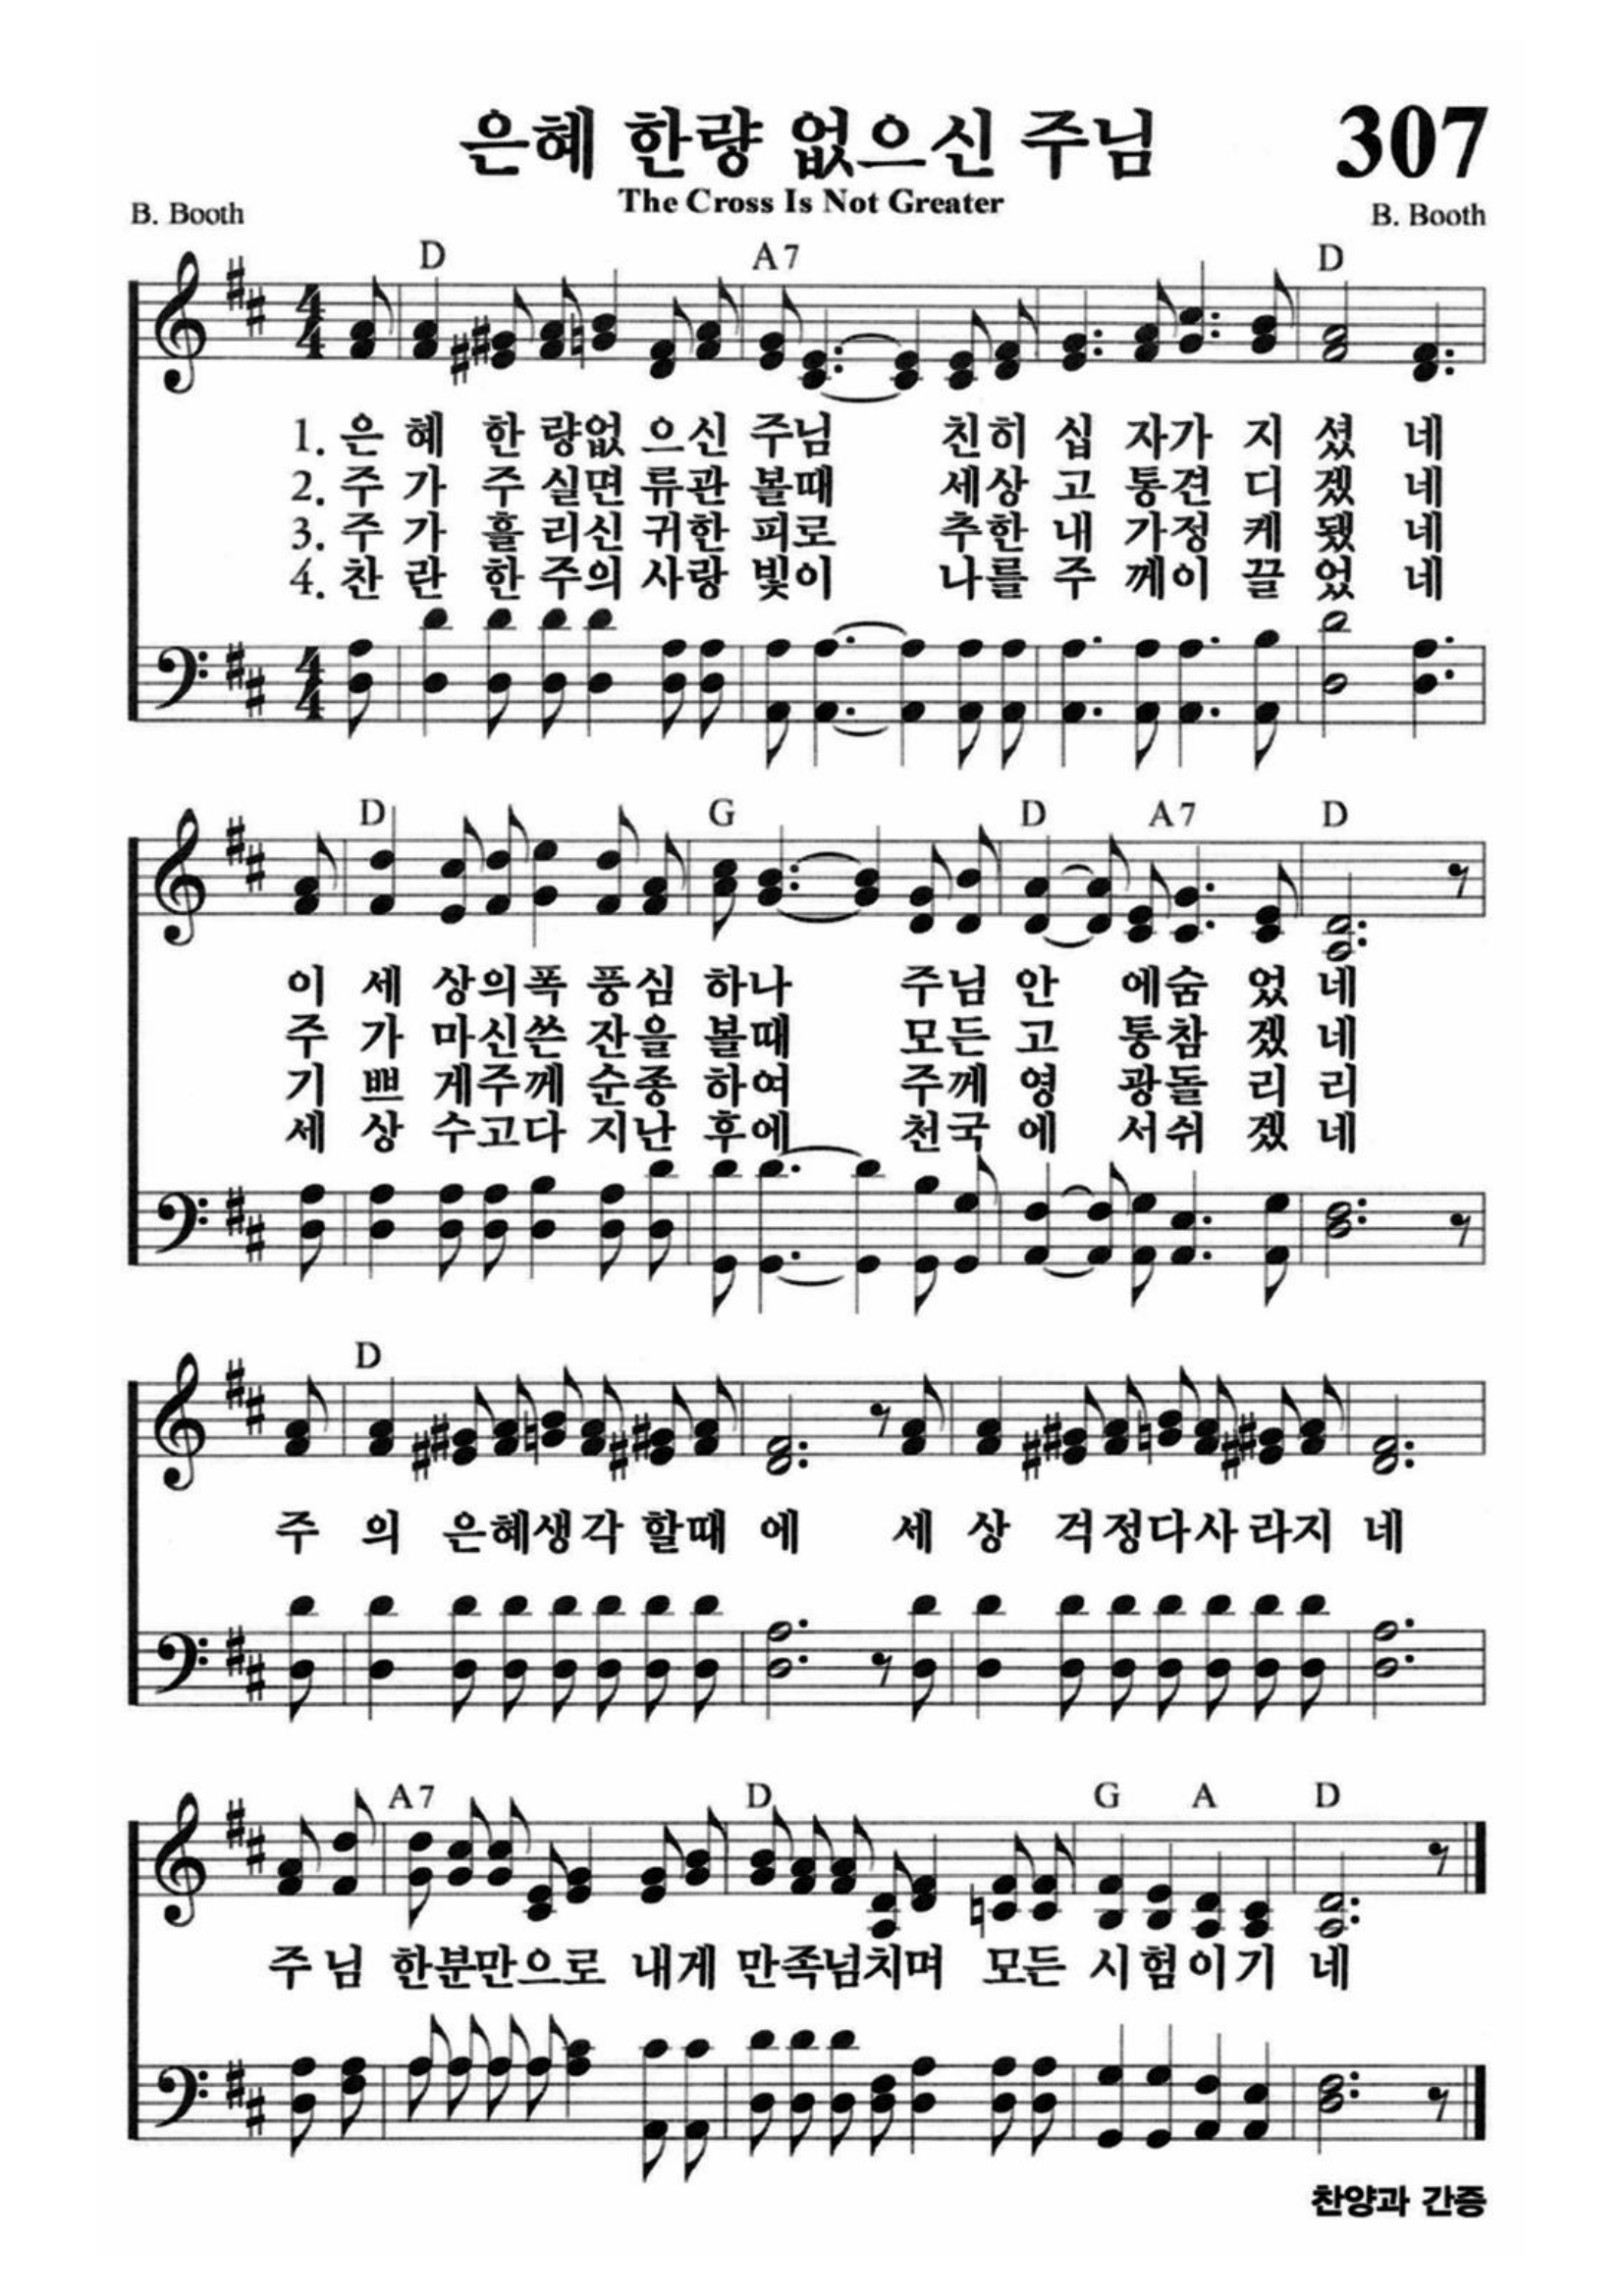 은혜 한량 없으신 주님 307
The Cross Is Not Greater
B. Booth B. Booth
D A7 D
1. 은 혜 한 량없 으신 주님 친히 십 자가 지 셨 네
2. 주 가 주 실면 류관 볼때 세상 고 통견 디 겠 네
3. 주 가 흘 리신 귀한 피로 추한 내 가정 케 됐 네
4. 찬 란 한 주의 사랑 빛이 나를 주 께이 끌 었 네
D G D A7 D
이 세 상의폭 풍심 하나 주님 안 에숨 었 네
주 가 마신쓴 잔을 볼때 모든 고 통참 겠 네
기 쁘 게주께 순종 하여 주께 영 광돌 리 리
세 상 수고다 지난 후에 천국 에 서쉬 겠 네
D
주 의 은혜생각 할때 에 세 상 걱정다사 라지 네
A7 D G A D
주 님 한분만으로 내게 만족넘치며 모든 시 험이기 네
찬양과 간증